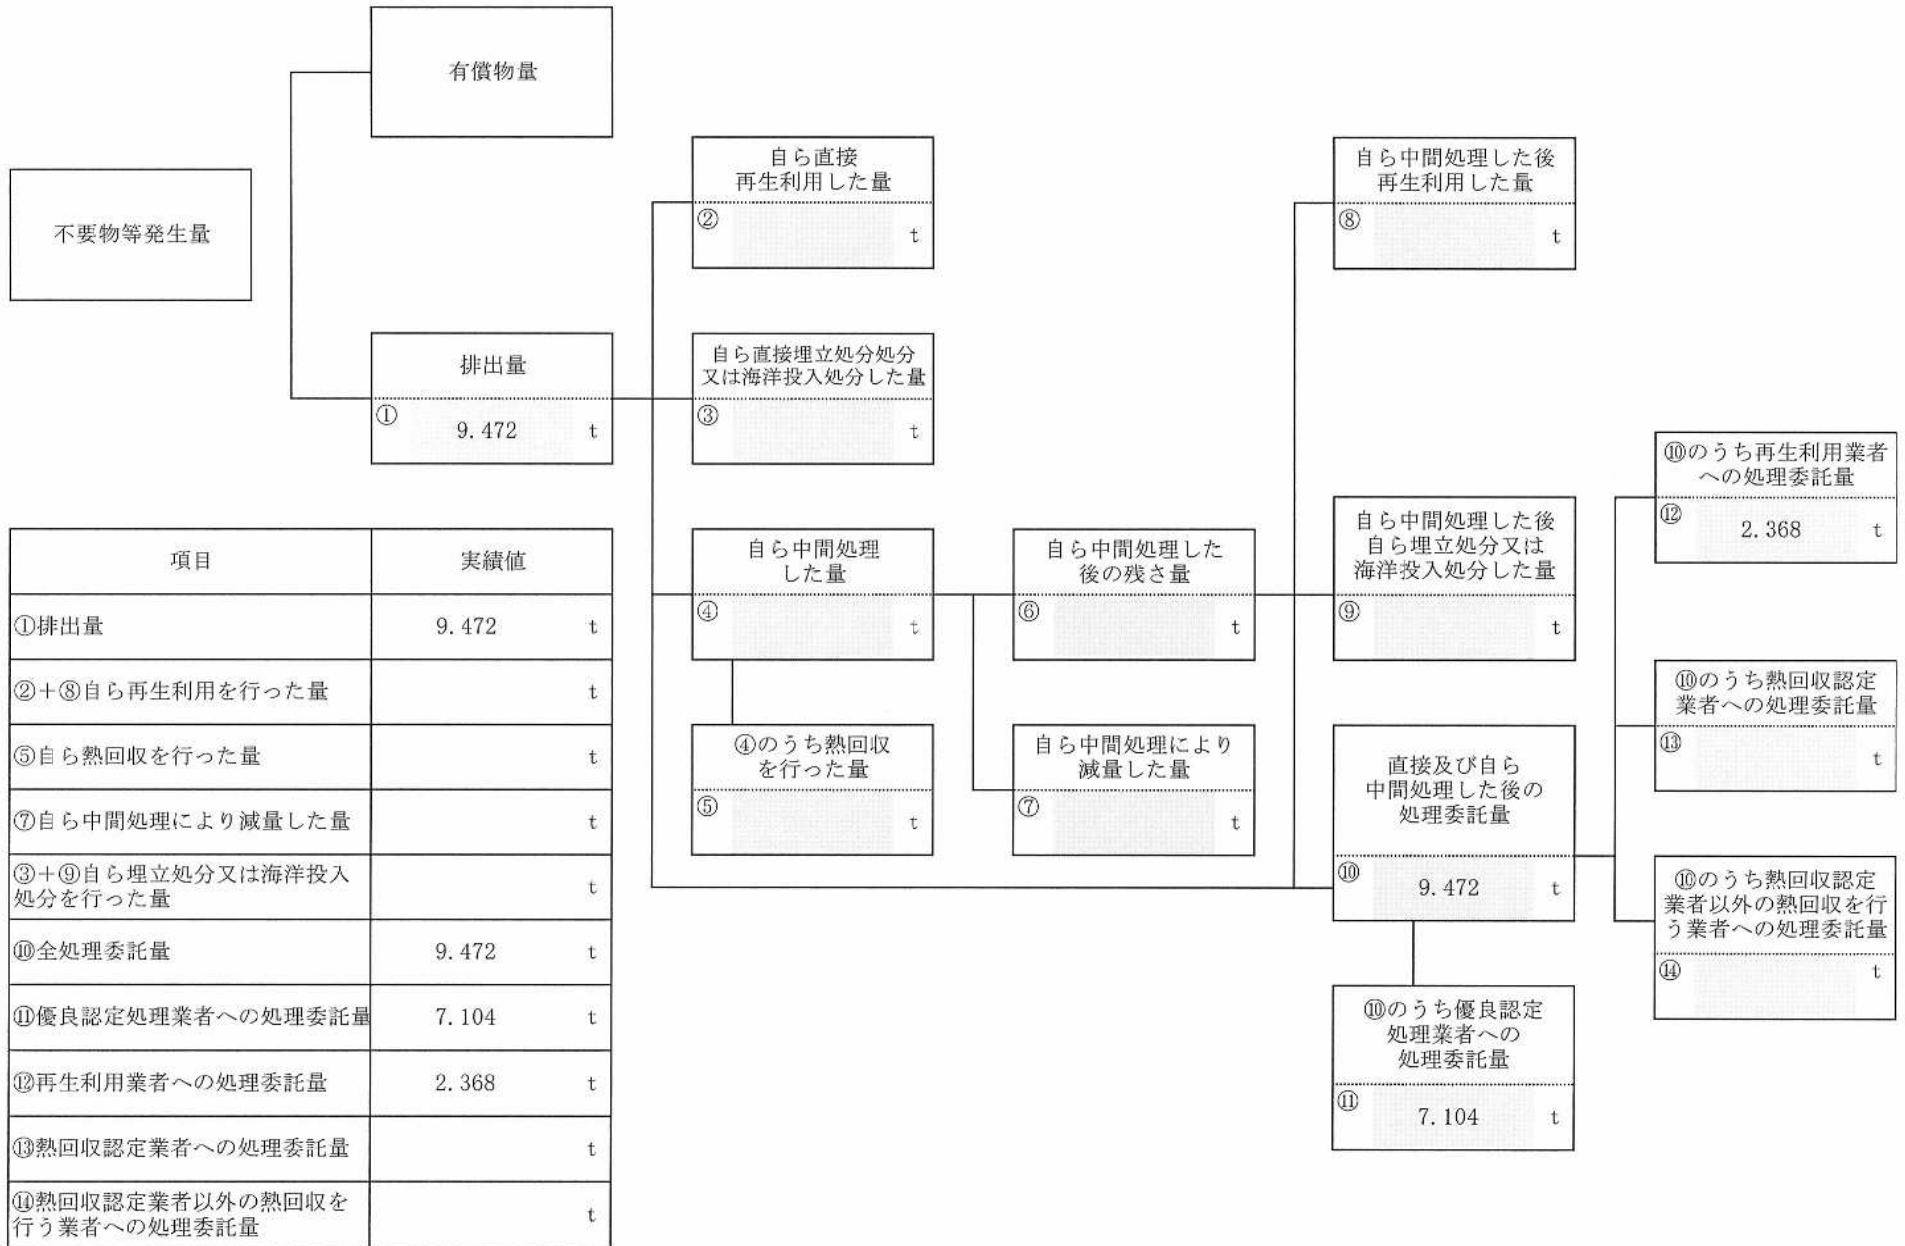 有償物量
不要物等発生量
排出量
① 9.472 t
自ら直接
再生利用した量
② t
自ら直接埋立処分処分
又は海洋投入処分した量
③ t
自ら中間処理
した量
④ t
④のうち熱回収
を行った量
⑤ t
自ら中間処理した
後の残さ量
⑥ t
自ら中間処理により
減量した量
⑦ t
自ら中間処理した後
再生利用した量
⑧ t
自ら中間処理した後
自ら埋立処分又は
海洋投入処分した量
⑨ t
直接及び自ら
中間処理した後の
処理委託量
⑩ 9.472 t
⑩のうち優良認定
処理業者への
処理委託量
⑪ 7.104 t
⑩のうち再生利用業者
への処理委託量
⑫ 2.368 t
⑩のうち熱回収認定
業者への処理委託量
⑬ t
⑩のうち熱回収認定
業者以外の熱回収を行
う業者への処理委託量
⑭ t
項目 実績値
①排出量 9.472 t
②+⑧自ら再生利用を行った量 t
⑤自ら熱回収を行った量 t
⑦自ら中間処理により減量した量 t
③+⑨自ら埋立処分又は海洋投入
処分を行った量 t
⑩全処理委託量 9.472 t
⑪優良認定処理業者への処理委託量 7.104 t
⑫再生利用業者への処理委託量 2.368 t
⑬熱回収認定業者への処理委託量 t
⑭熱回収認定業者以外の熱回収を
行う業者への処理委託量 t